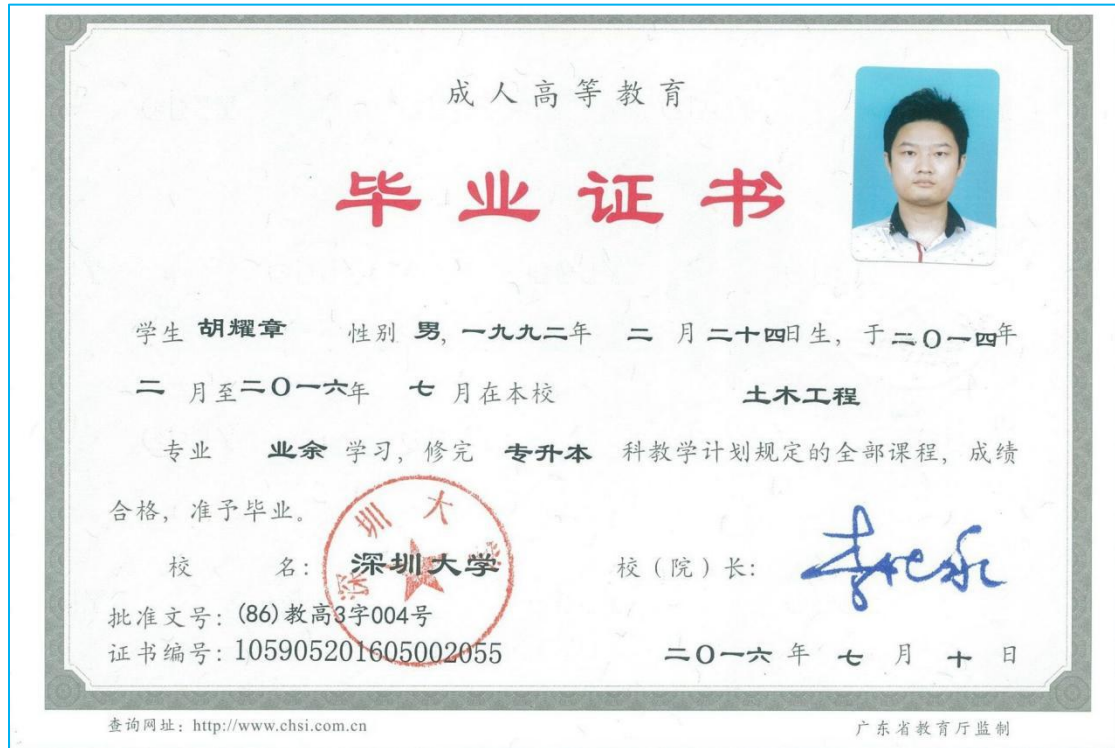 成人高等教育
毕业证书
学生 胡耀章 性别 男, 一九九二年 二 月 二十四日生, 于二〇一四年
二 月至二〇一六年 七 月在本校 土木工程
专业 业余 学习, 修完 专升本 科教学计划规定的全部课程, 成绩
合格, 准予毕业。
校 名: 深圳大学 校(院)长: 李清泉
批准文号: (86)教高3字004号
证书编号: 105905201605002055 二〇一六 年 七 月 十 日
深圳大学
查询网址: http://www.chsi.com.cn 广东省教育厅监制